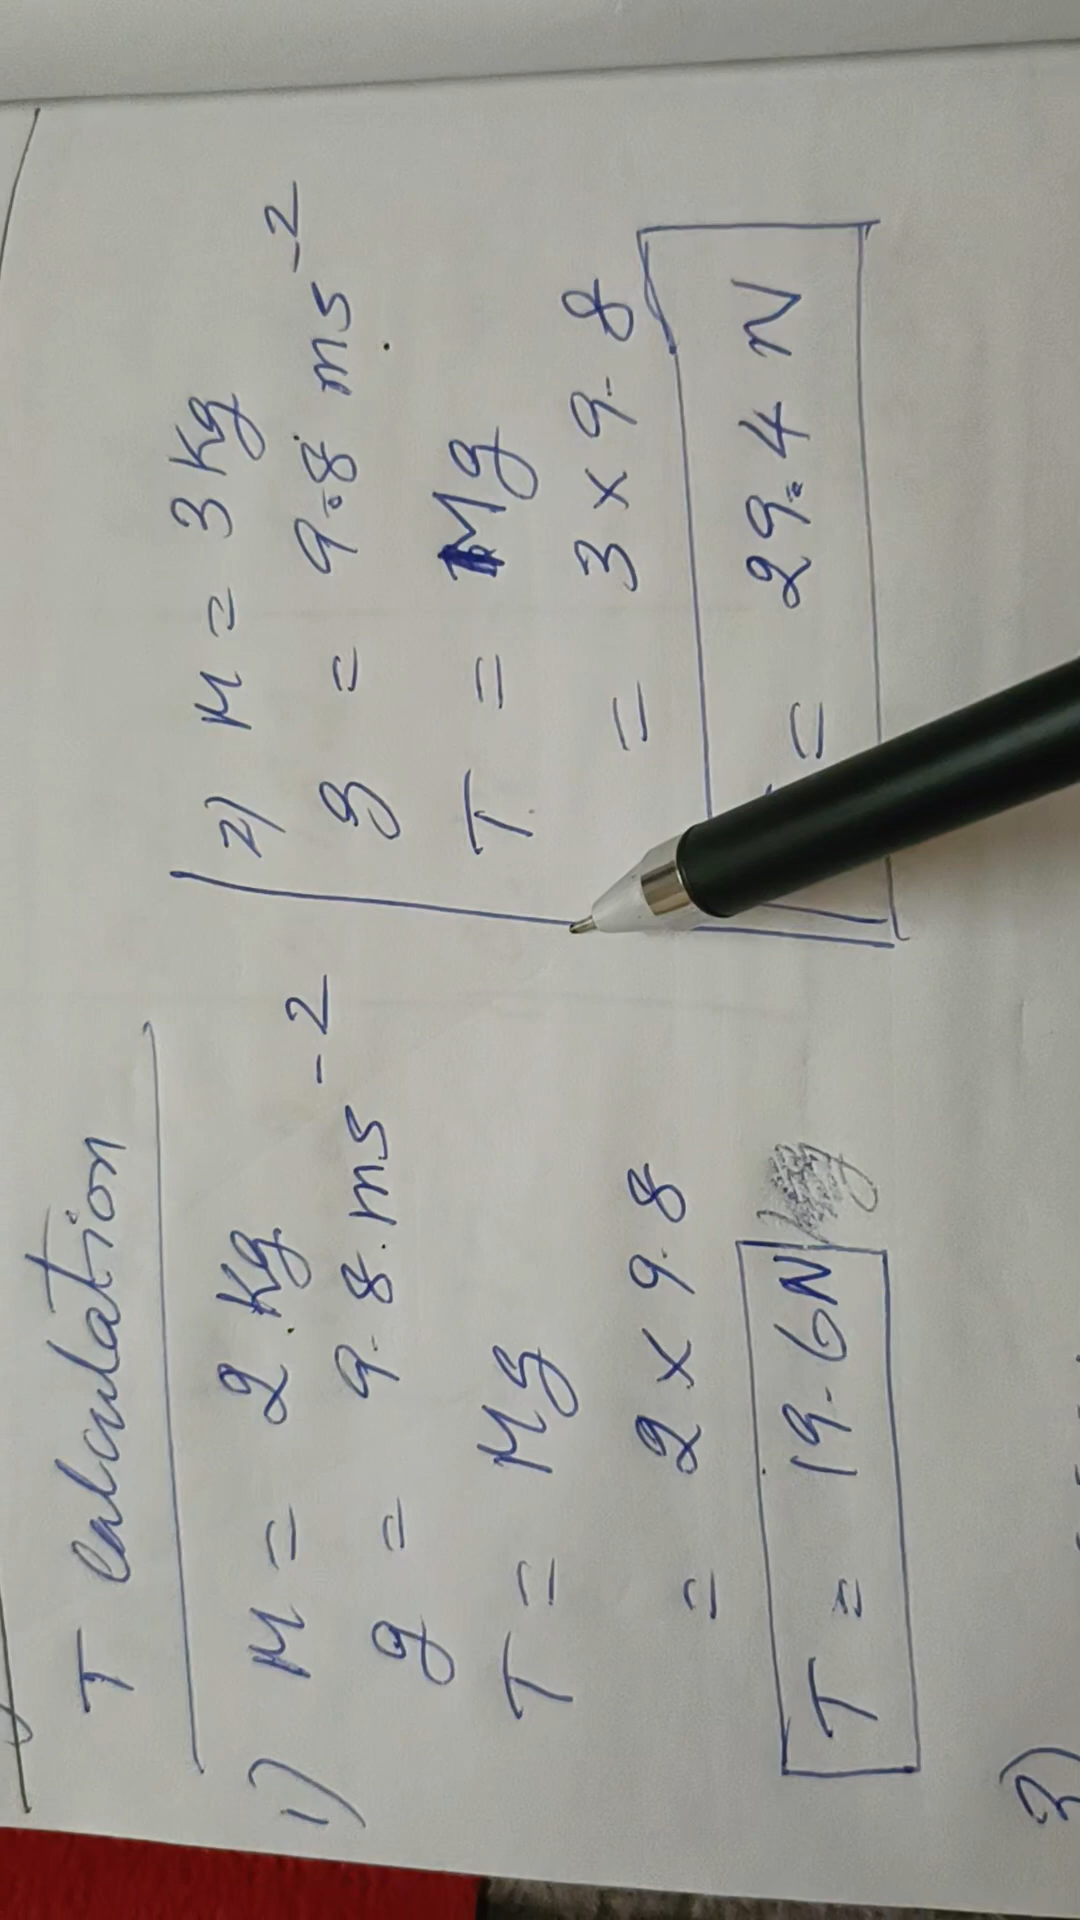 T Calculation
1) M = 2 Kg
g = 9.8 ms-2
T = Mg
= 2 x 9.8
T = 19.6N
2) M = 3 Kg
g = 9.8 ms-2
T = Mg
= 3 x 9.8
= 29.4 N
3)